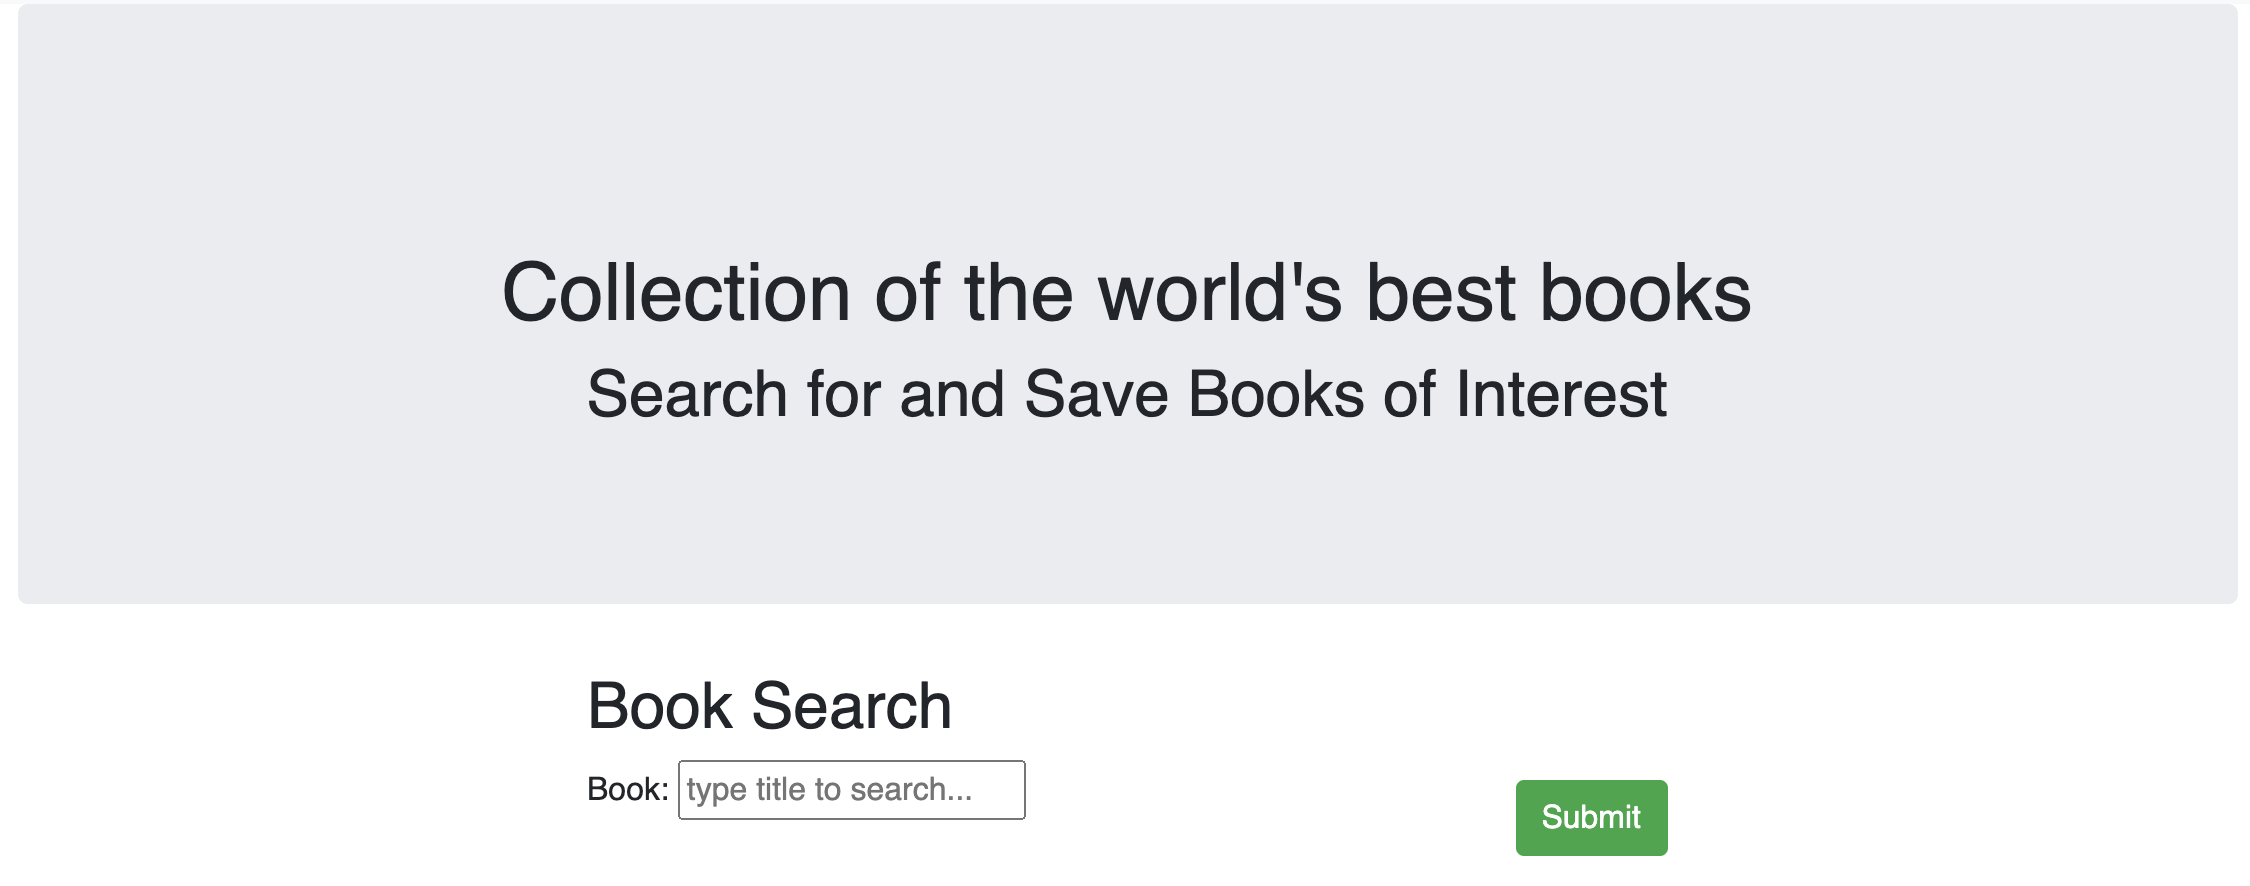 Collection of the world's best books
Search for and Save Books of Interest
Book Search
Book: type title to search...
Submit